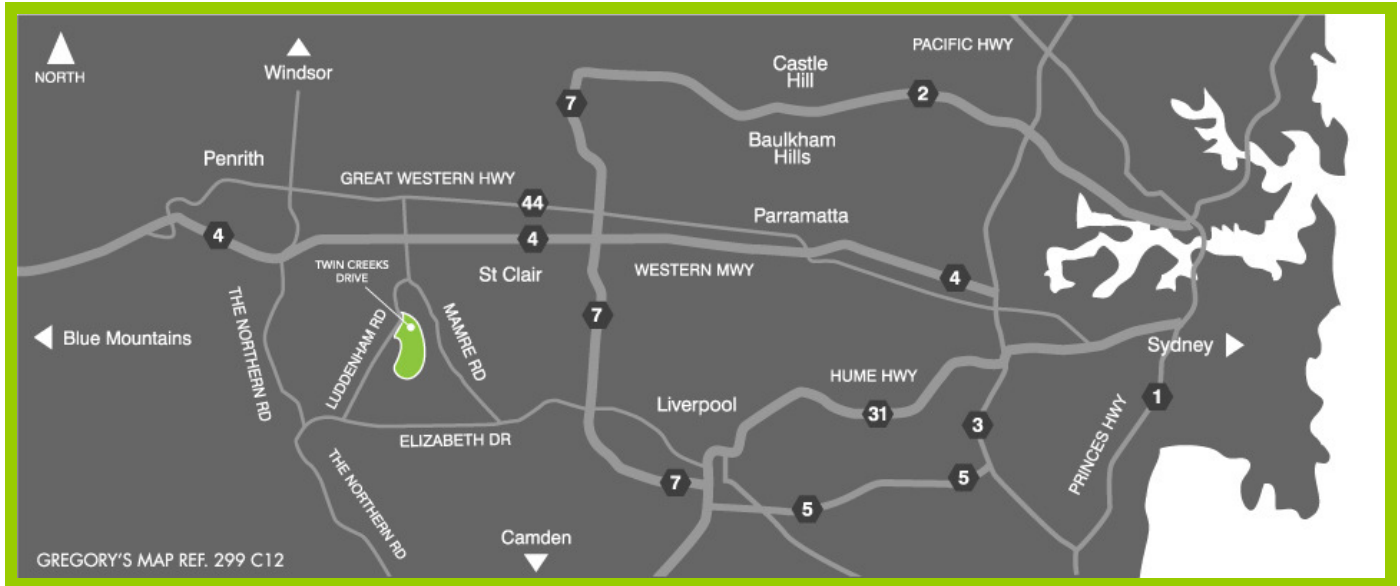 NORTH
Windsor
Castle
Hill
PACIFIC HWY
7
2
Baulkham
Hills
Penrith
GREAT WESTERN HWY
44
Parramatta
4
4
WESTERN MWY
4
TWIN CREEKS
DRIVE
St Clair
7
Blue Mountains
THE NORTHERN RD
LUDDENHAM RD
MAMRE RD
Sydney
HUME HWY
31
1
Liverpool
3
PRINCES HWY
ELIZABETH DR
THE NORTHERN RD
7
5
5
Camden
GREGORY'S MAP REF. 299 C12